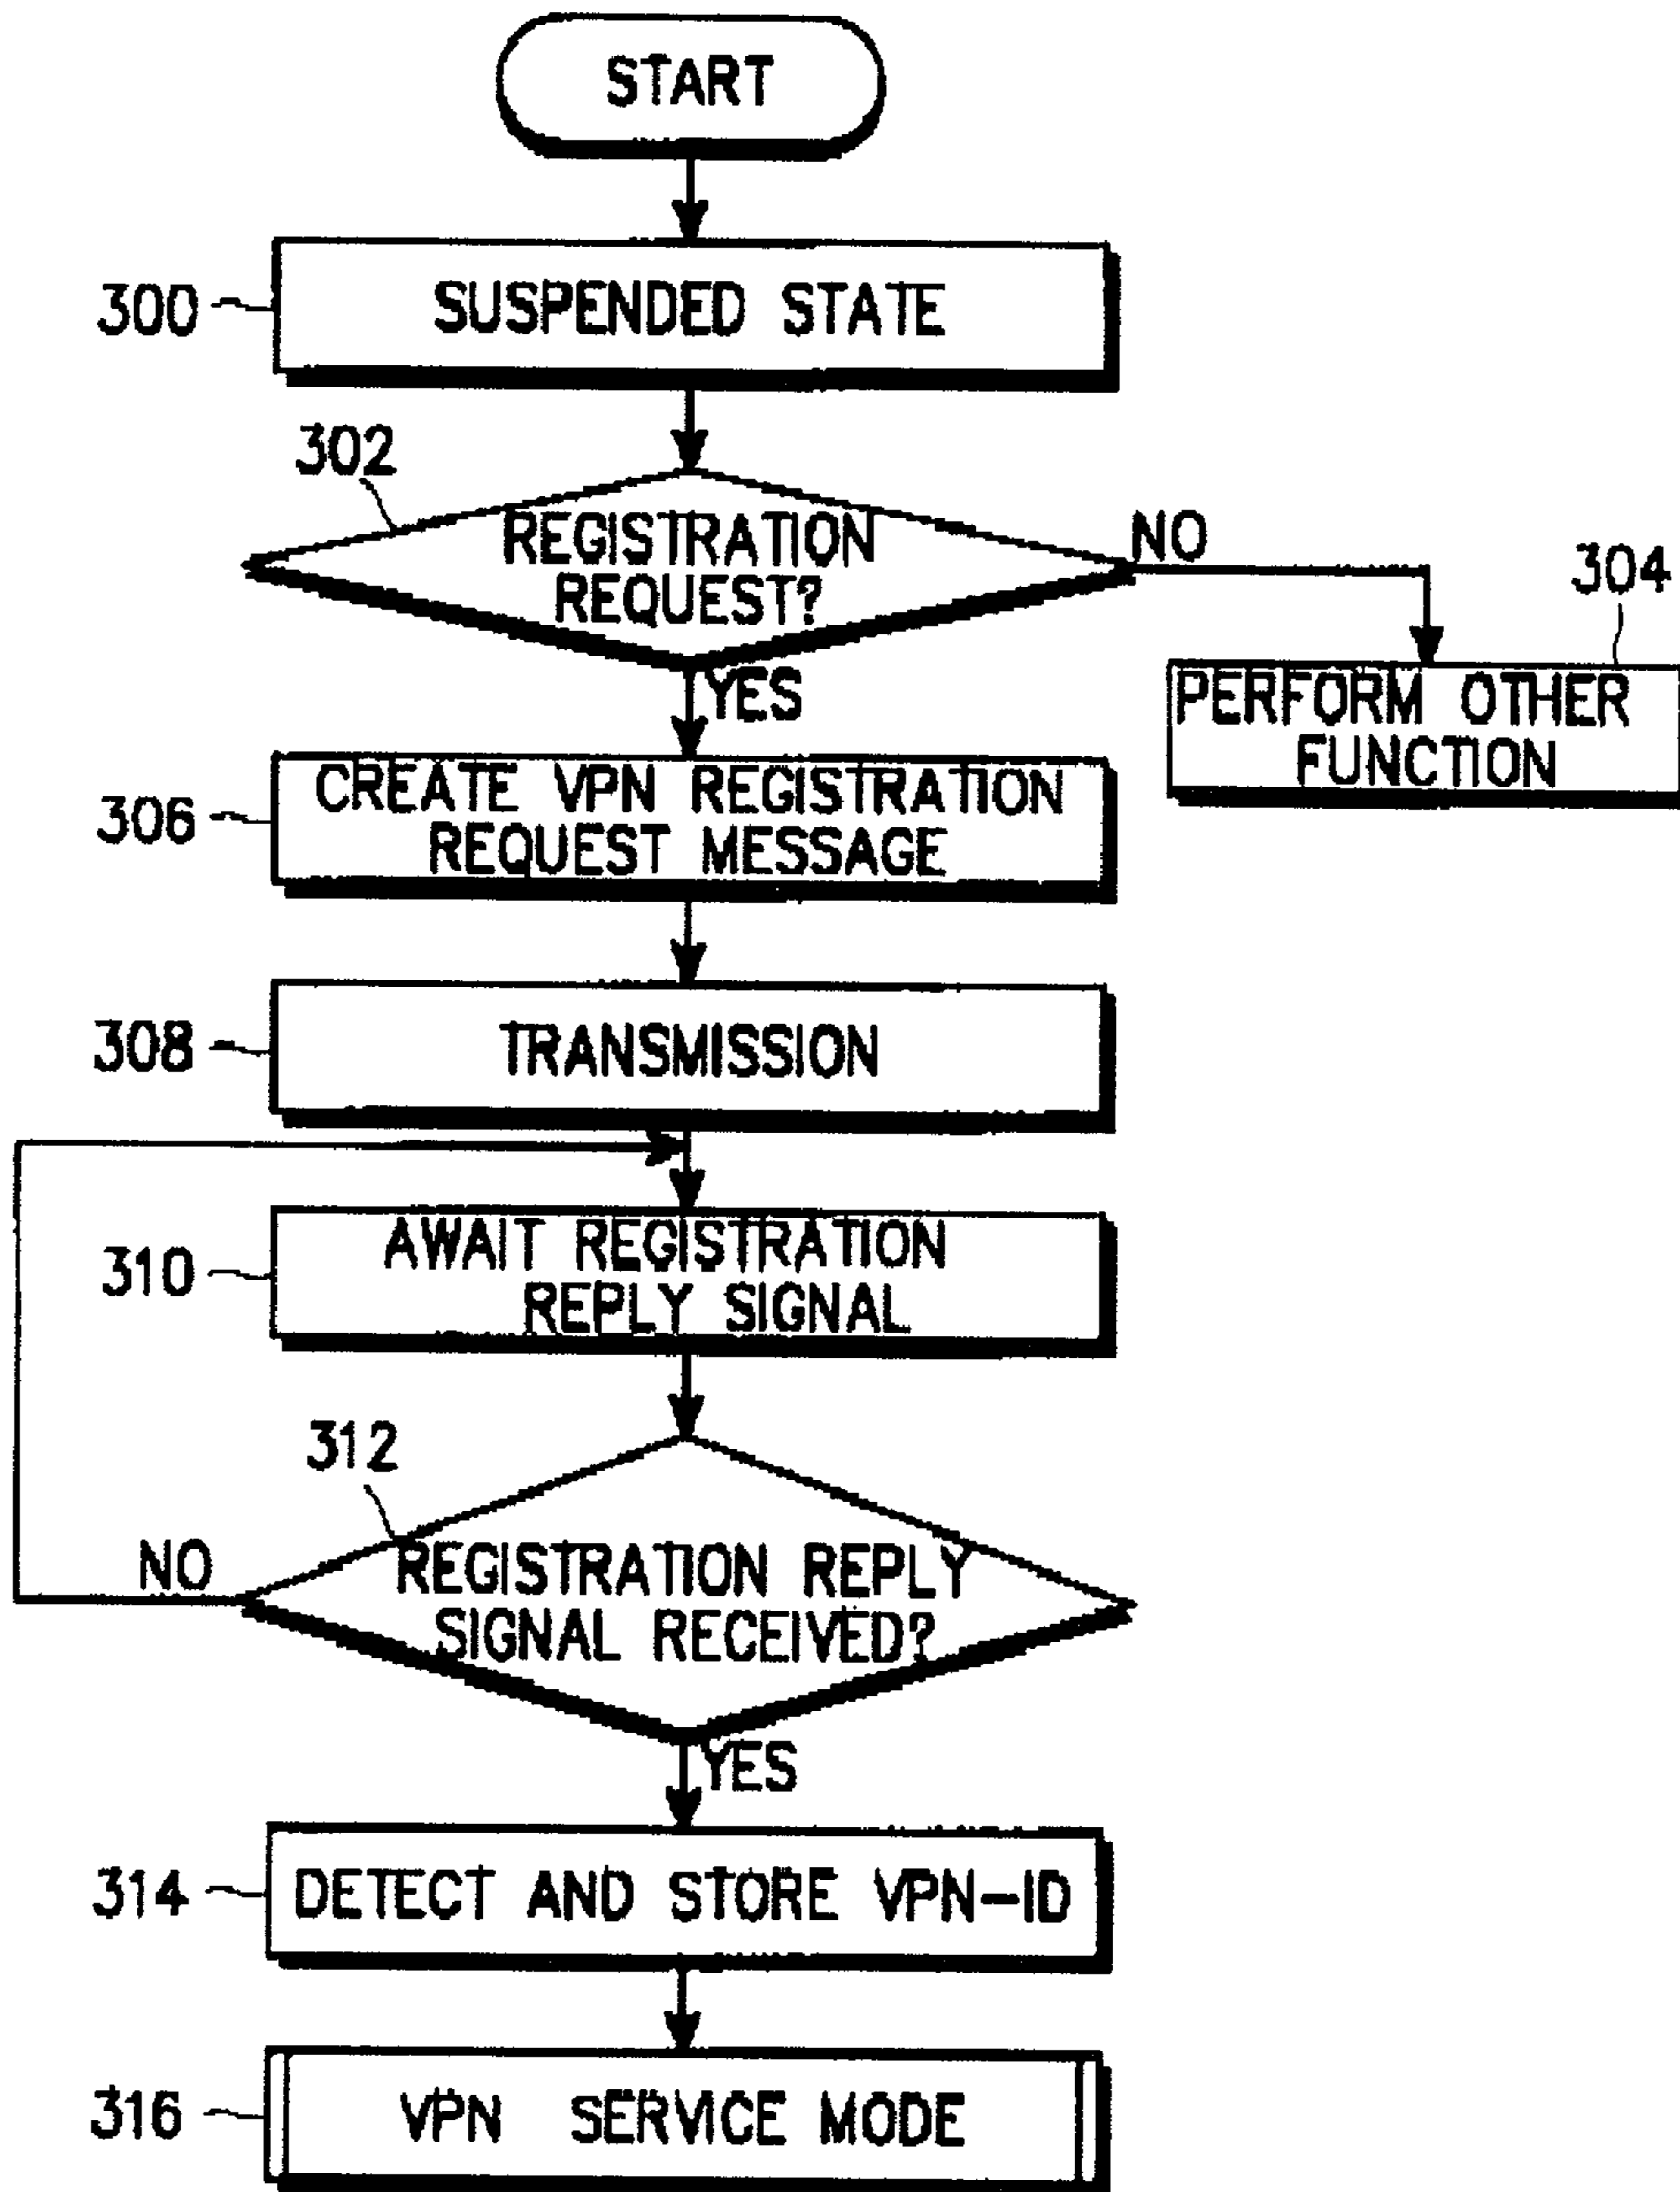 START
300
SUSPENDED STATE
302
REGISTRATION
REQUEST?
NO
304
YES
PERFORM OTHER
FUNCTION
306
CREATE VPN REGISTRATION
REQUEST MESSAGE
308
TRANSMISSION
310
AWAIT REGISTRATION
REPLY SIGNAL
312
NO
REGISTRATION REPLY
SIGNAL RECEIVED?
YES
314
DETECT AND STORE VPN-ID
316
VPN SERVICE MODE